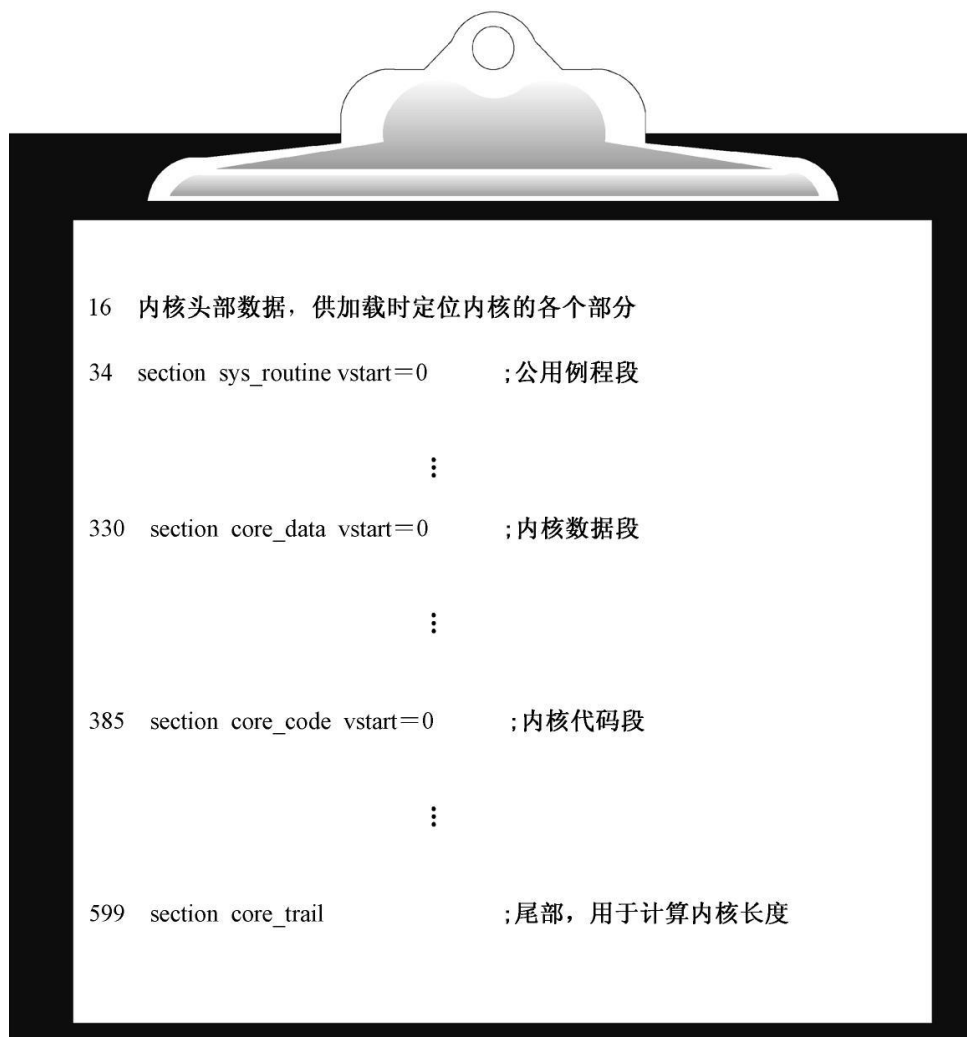 16 内核头部数据，供加载时定位内核的各个部分
34 section sys_routine vstart＝0 ;公用例程段
⋮
330 section core_data vstart＝0 ;内核数据段
⋮
385 section core_code vstart＝0 ;内核代码段
⋮
599 section core_trail ;尾部，用于计算内核长度